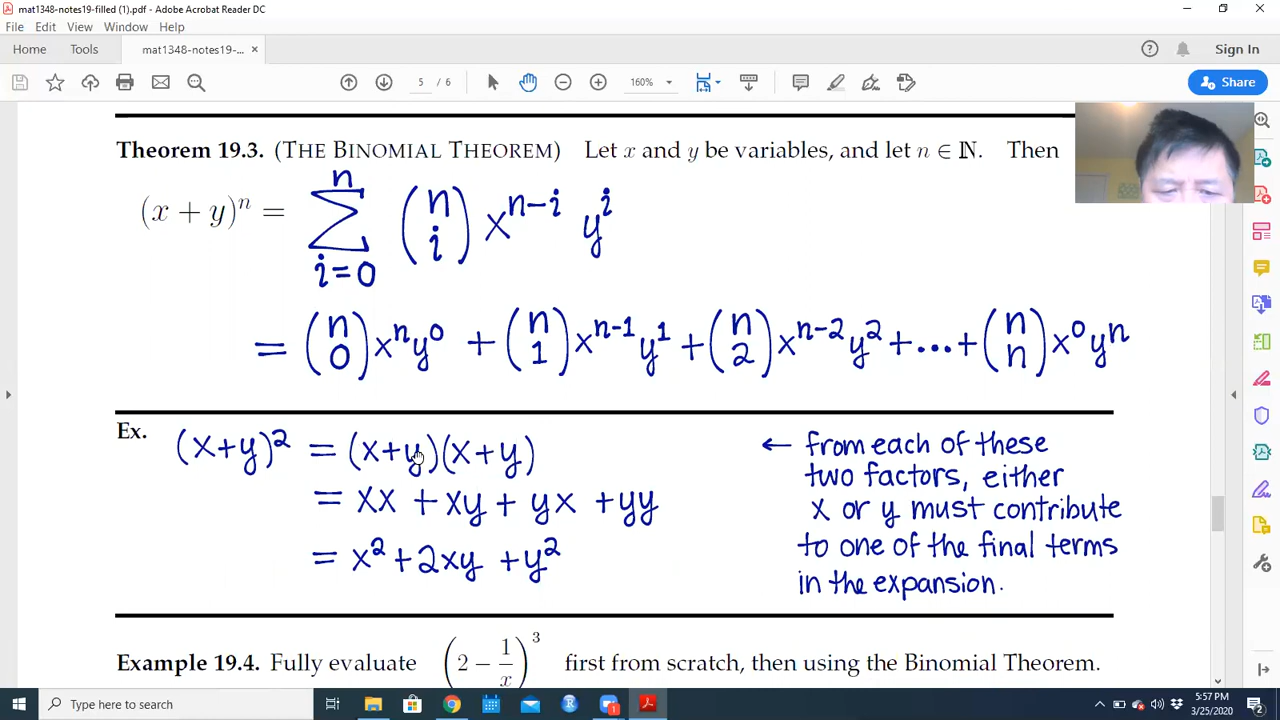 mat1348-notes19-filled (1).pdf - Adobe Acrobat Reader DC
File Edit View Window Help
Home Tools mat1348-notes19-... × Sign In
5 / 6 160% Share
Theorem 19.3. (THE BINOMIAL THEOREM) Let x and y be variables, and let n ∈ ℕ. Then
(x + y)^n = ∑_{i=0}^{n} (n i) x^{n-i} y^i
= (n 0) x^n y^0 + (n 1) x^{n-1} y^1 + (n 2) x^{n-2} y^2 + ... + (n n) x^0 y^n
Ex. (x+y)^2 = (x+y)(x+y)
= xx + xy + yx + yy
= x^2 + 2xy + y^2
← from each of these
two factors, either
x or y must contribute
to one of the final terms
in the expansion.
Example 19.4. Fully evaluate (2 − 1/x)^3 first from scratch, then using the Binomial Theorem.
Type here to search
5:57 PM
3/25/2020